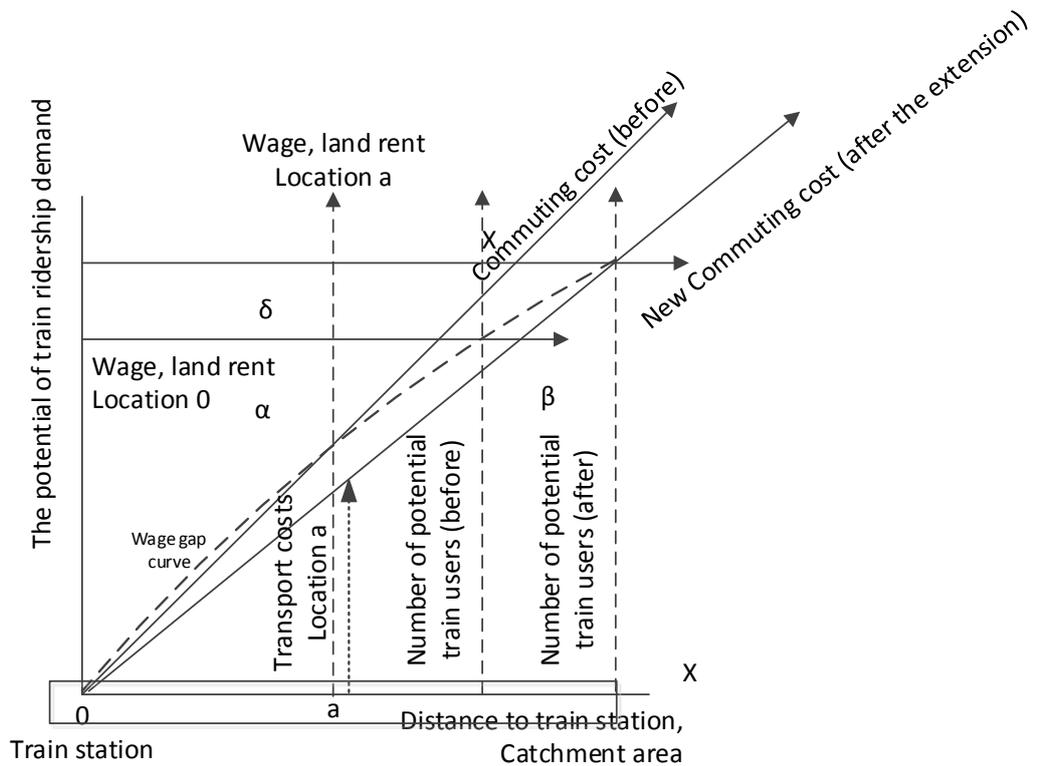 The potential of train ridership demand
Wage, land rent
Location a
Commuting cost (before)
New Commuting cost (after the extension)
X
δ
Wage, land rent
Location 0
α
β
Wage gap
curve
Transport costs
Location a
Number of potential
train users (before)
Number of potential
train users (after)
X
0
a
Distance to train station,
Catchment area
Train station